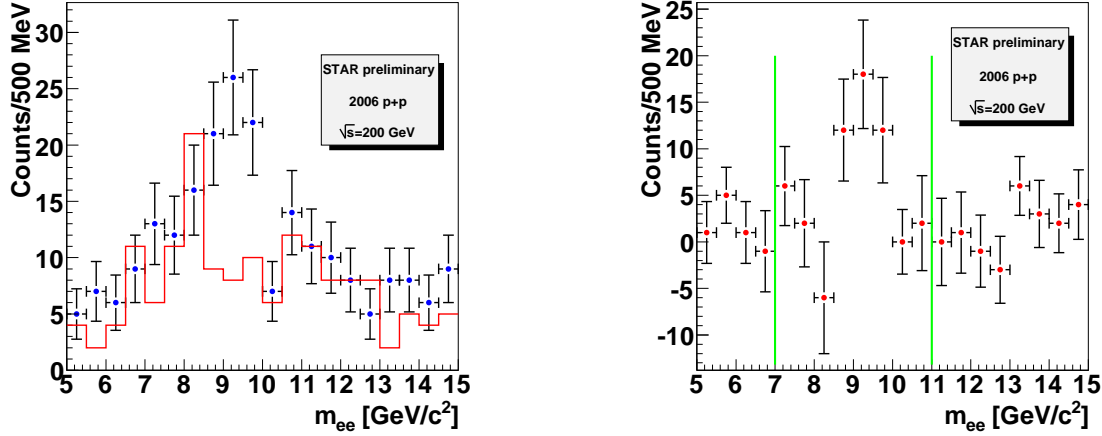 Counts/500 MeV
30
25
20
15
10
5
0
STAR preliminary
2006 p+p
√s=200 GeV
5 6 7 8 9 10 11 12 13 14 15
m_ee [GeV/c²]
Counts/500 MeV
25
20
15
10
5
0
-5
-10
STAR preliminary
2006 p+p
√s=200 GeV
5 6 7 8 9 10 11 12 13 14 15
m_ee [GeV/c²]